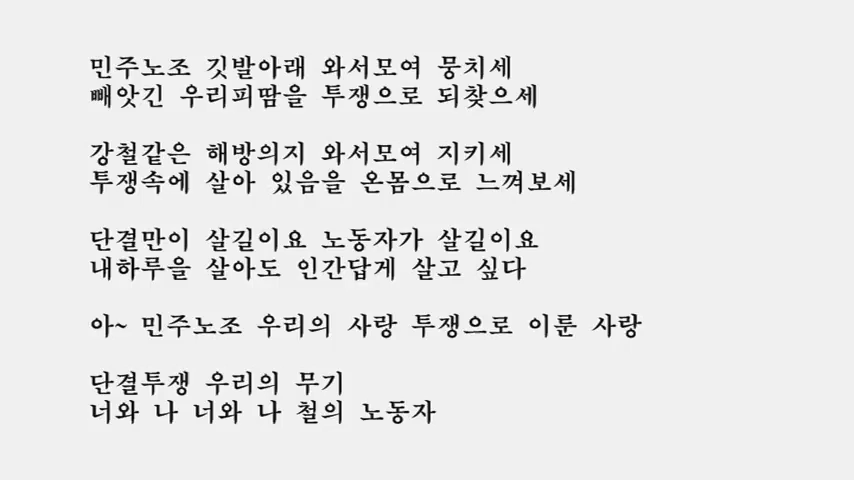 민주노조 깃발아래 와서모여 뭉치세
빼앗긴 우리피땀을 투쟁으로 되찾으세
강철같은 해방의지 와서모여 지키세
투쟁속에 살아 있음을 온몸으로 느껴보세
단결만이 살길이요 노동자가 살길이요
내하루를 살아도 인간답게 살고 싶다
아~ 민주노조 우리의 사랑 투쟁으로 이룬 사랑
단결투쟁 우리의 무기
너와 나 너와 나 철의 노동자